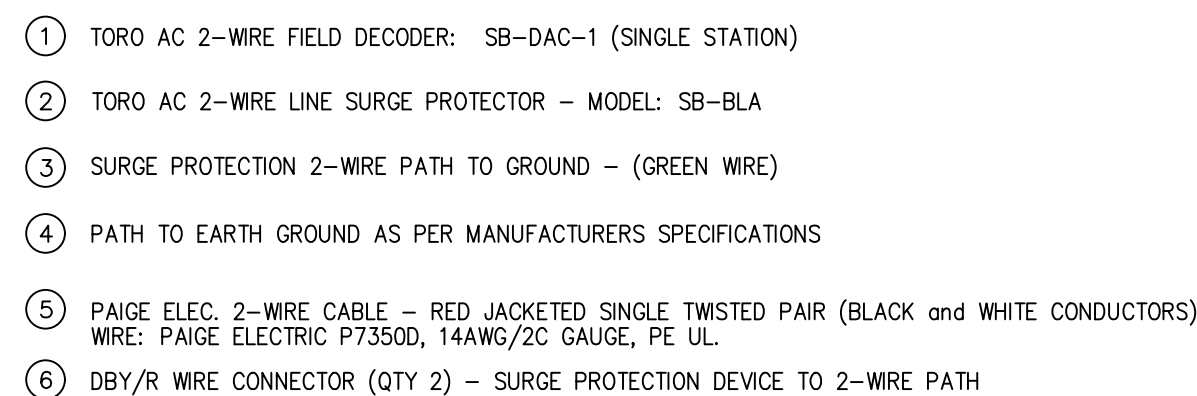 1 TORO AC 2-WIRE FIELD DECODER: SB-DAC-1 (SINGLE STATION)
2 TORO AC 2-WIRE LINE SURGE PROTECTOR - MODEL: SB-BLA
3 SURGE PROTECTION 2-WIRE PATH TO GROUND - (GREEN WIRE)
4 PATH TO EARTH GROUND AS PER MANUFACTURERS SPECIFICATIONS
5 PAIGE ELEC. 2-WIRE CABLE - RED JACKETED SINGLE TWISTED PAIR (BLACK and WHITE CONDUCTORS)
WIRE: PAIGE ELECTRIC P7350D, 14AWG/2C GAUGE, PE UL.
6 DBY/R WIRE CONNECTOR (QTY 2) - SURGE PROTECTION DEVICE TO 2-WIRE PATH